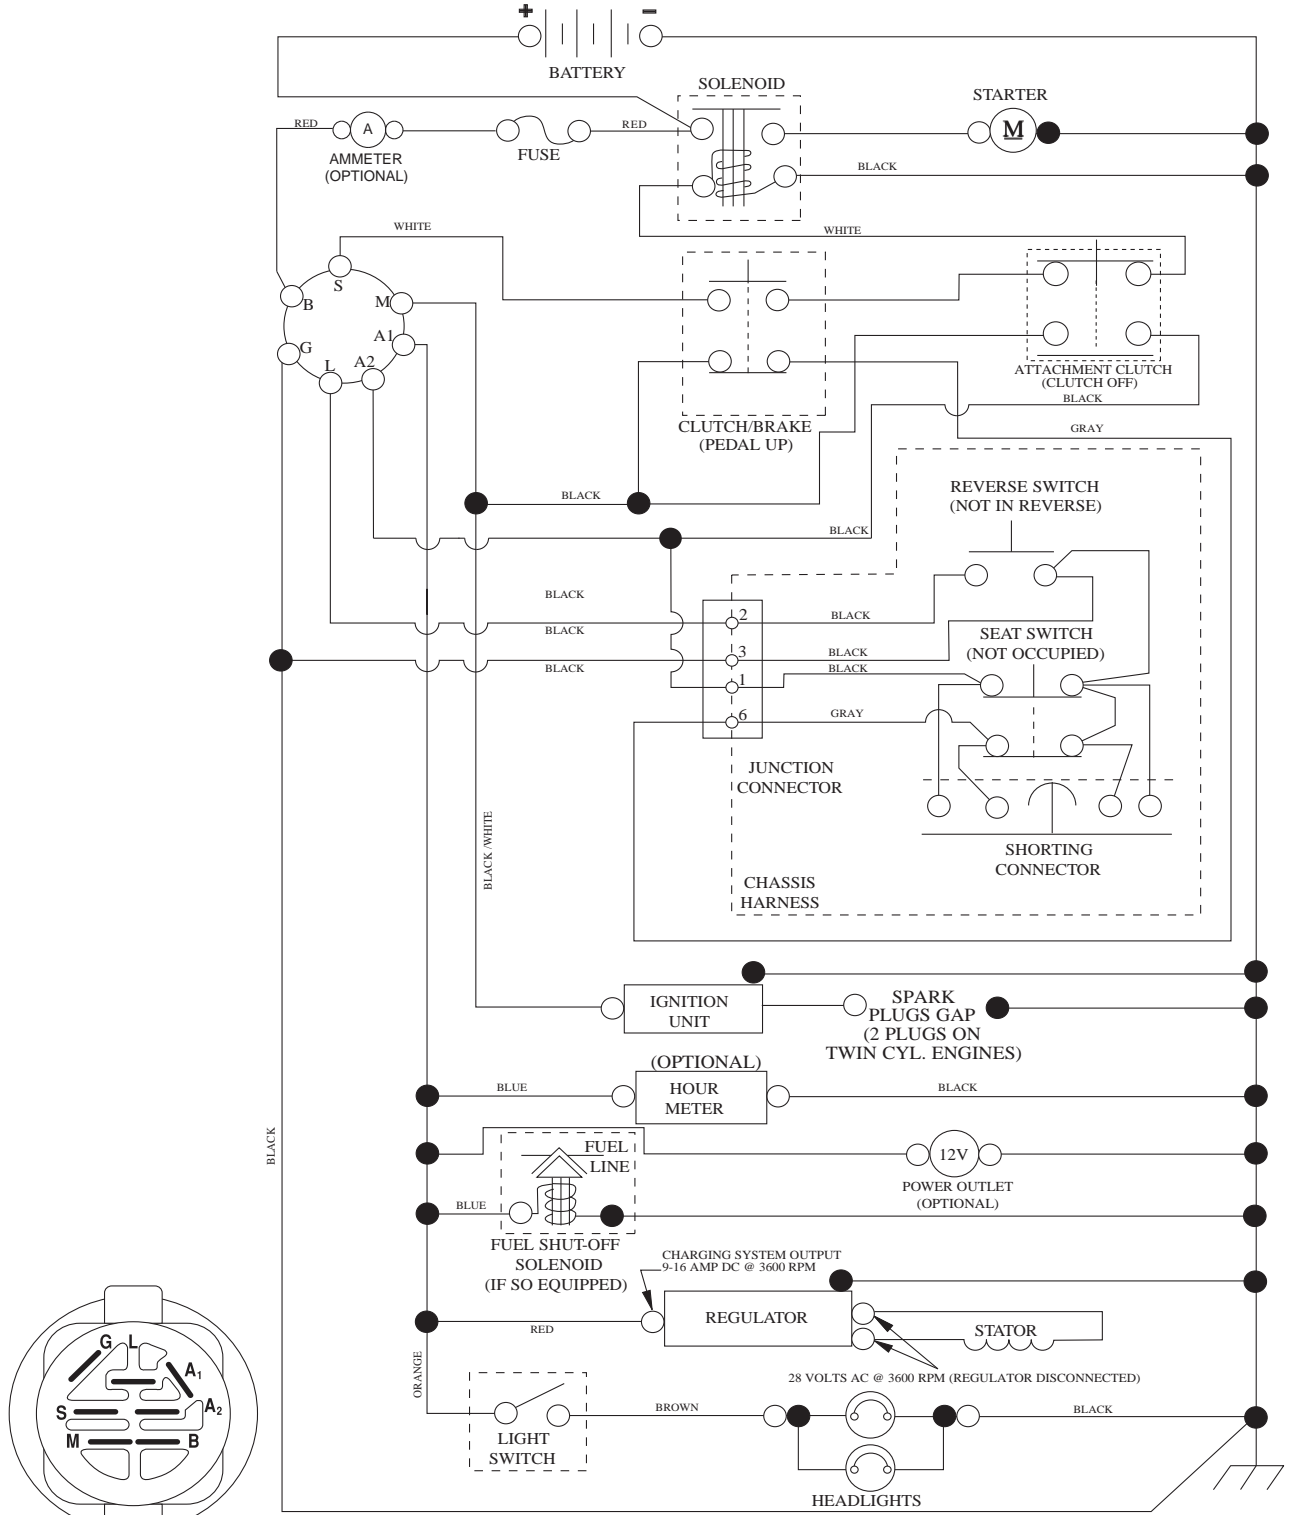 +
−
BATTERY
SOLENOID
STARTER
RED
A
RED
M
FUSE
AMMETER
(OPTIONAL)
BLACK
WHITE
WHITE
S
B
M
A1
G
L
A2
ATTACHMENT CLUTCH
(CLUTCH OFF)
BLACK
CLUTCH/BRAKE
(PEDAL UP)
GRAY
REVERSE SWITCH
(NOT IN REVERSE)
BLACK
BLACK
BLACK
2
BLACK
BLACK
SEAT SWITCH
(NOT OCCUPIED)
3
BLACK
BLACK
BLACK
1
6
GRAY
JUNCTION
CONNECTOR
BLACK /WHITE
SHORTING
CONNECTOR
CHASSIS
HARNESS
IGNITION
UNIT
SPARK
PLUGS GAP
(2 PLUGS ON
TWIN CYL. ENGINES)
(OPTIONAL)
BLUE
HOUR
METER
BLACK
BLACK
FUEL
LINE
12V
POWER OUTLET
(OPTIONAL)
BLUE
FUEL SHUT-OFF
SOLENOID
(IF SO EQUIPPED)
CHARGING SYSTEM OUTPUT
9-16 AMP DC @ 3600 RPM
REGULATOR
RED
STATOR
28 VOLTS AC @ 3600 RPM (REGULATOR DISCONNECTED)
ORANGE
BROWN
BLACK
LIGHT
SWITCH
HEADLIGHTS
G L
A1
S
A2
M
B